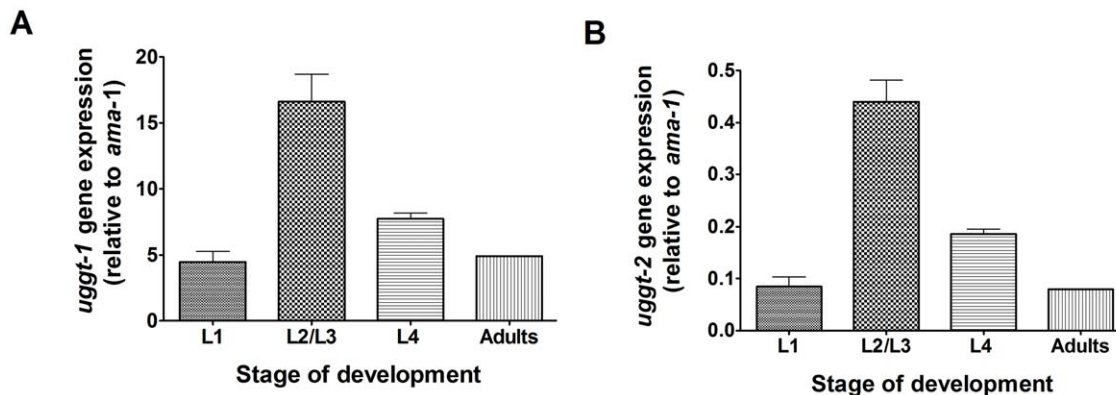 A
uggt-1 gene expression
(relative to ama-1)
20
15
10
5
0
L1
L2/L3
L4
Adults
Stage of development
B
uggt-2 gene expression
(relative to ama-1)
0.5
0.4
0.3
0.2
0.1
0.0
L1
L2/L3
L4
Adults
Stage of development